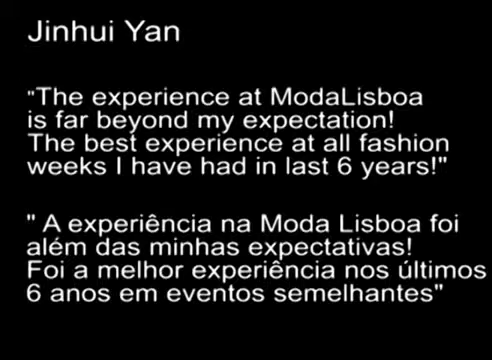 Jinhui Yan
"The experience at ModaLisboa
is far beyond my expectation!
The best experience at all fashion
weeks I have had in last 6 years!"
" A experiência na Moda Lisboa foi
além das minhas expectativas!
Foi a melhor experiência nos últimos
6 anos em eventos semelhantes"